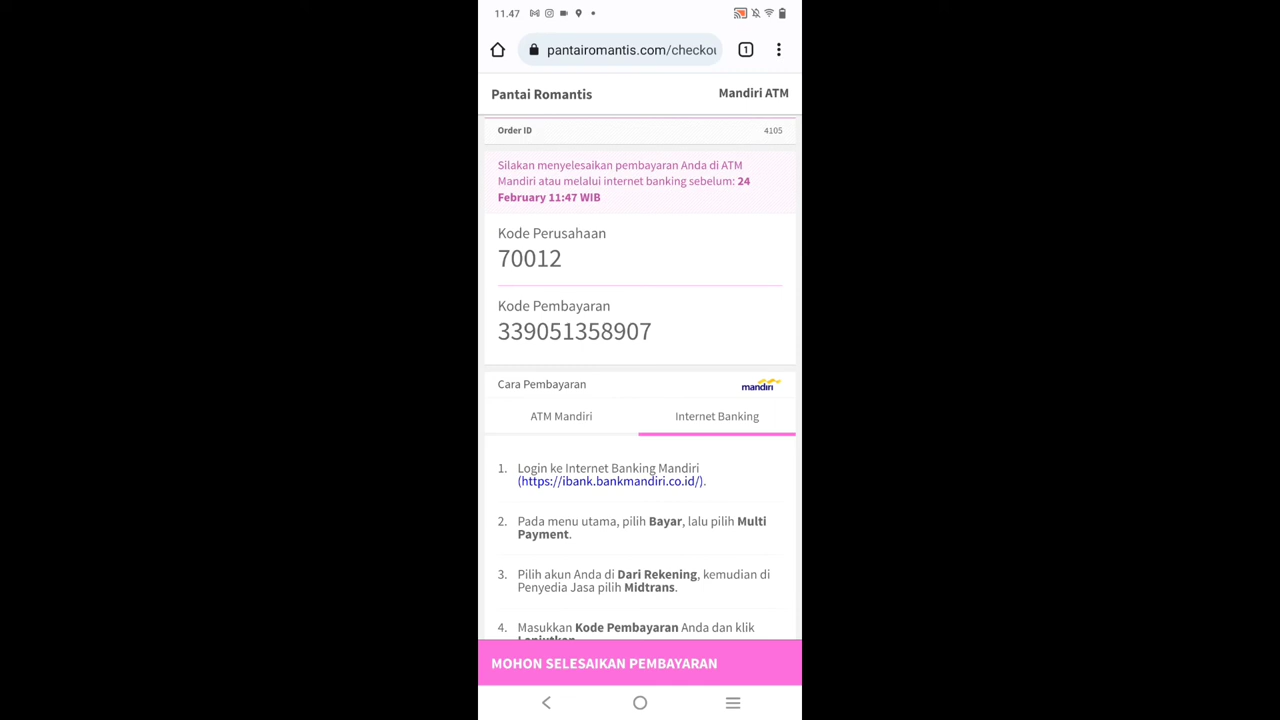 11.47
pantairomantis.com/checkou
1
Pantai Romantis
Mandiri ATM
Order ID
4105
Silakan menyelesaikan pembayaran Anda di ATM
Mandiri atau melalui internet banking sebelum: 24
February 11:47 WIB
Kode Perusahaan
70012
Kode Pembayaran
339051358907
Cara Pembayaran
mandiri
ATM Mandiri
Internet Banking
1. Login ke Internet Banking Mandiri
(https://ibank.bankmandiri.co.id/).
2. Pada menu utama, pilih Bayar, lalu pilih Multi
Payment.
3. Pilih akun Anda di Dari Rekening, kemudian di
Penyedia Jasa pilih Midtrans.
4. Masukkan Kode Pembayaran Anda dan klik
Lanjutkan
MOHON SELESAIKAN PEMBAYARAN